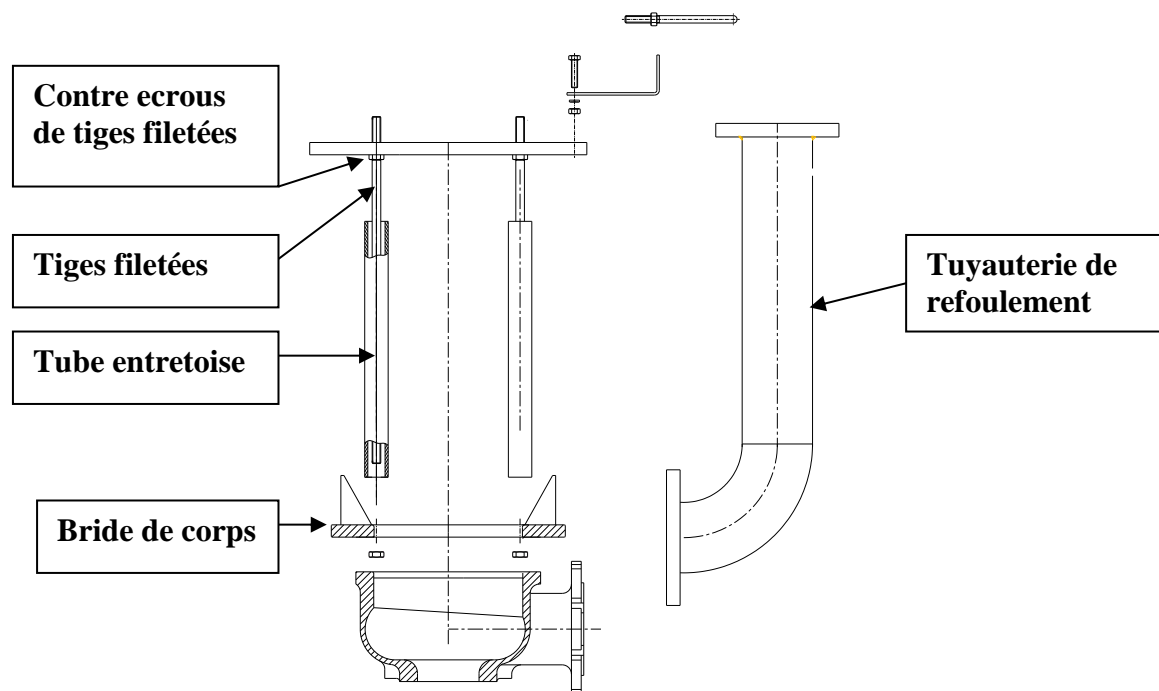 Contre ecrous
de tiges filetées
Tiges filetées
Tube entretoise
Bride de corps
Tuyauterie de
refoulement